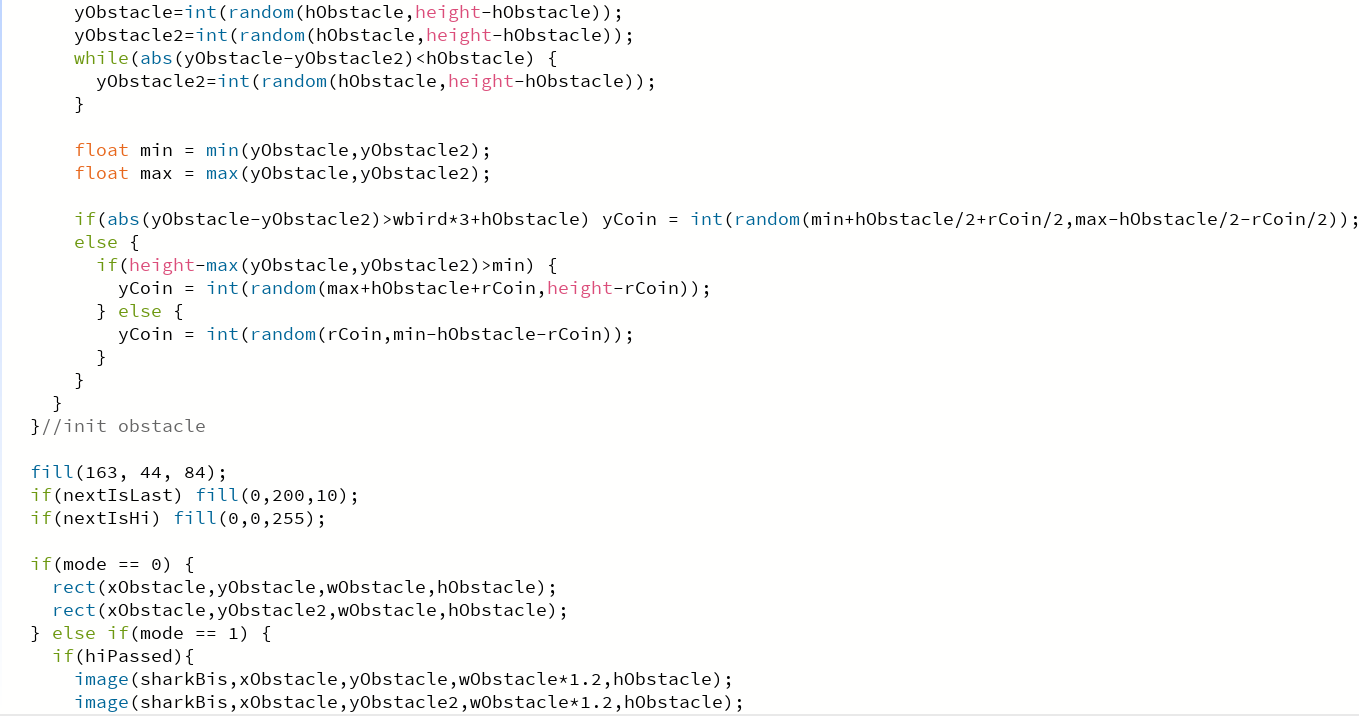 yObstacle=int(random(hObstacle,height-hObstacle));
yObstacle2=int(random(hObstacle,height-hObstacle));
while(abs(yObstacle-yObstacle2)<hObstacle) {
yObstacle2=int(random(hObstacle,height-hObstacle));
}
float min = min(yObstacle,yObstacle2);
float max = max(yObstacle,yObstacle2);
if(abs(yObstacle-yObstacle2)>wbird*3+hObstacle) yCoin = int(random(min+hObstacle/2+rCoin/2,max-hObstacle/2-rCoin/2));
else {
if(height-max(yObstacle,yObstacle2)>min) {
yCoin = int(random(max+hObstacle+rCoin,height-rCoin));
} else {
yCoin = int(random(rCoin,min-hObstacle-rCoin));
}
}
}
}//init obstacle
fill(163, 44, 84);
if(nextIsLast) fill(0,200,10);
if(nextIsHi) fill(0,0,255);
if(mode == 0) {
rect(xObstacle,yObstacle,wObstacle,hObstacle);
rect(xObstacle,yObstacle2,wObstacle,hObstacle);
} else if(mode == 1) {
if(hiPassed){
image(sharkBis,xObstacle,yObstacle,wObstacle*1.2,hObstacle);
image(sharkBis,xObstacle,yObstacle2,wObstacle*1.2,hObstacle);